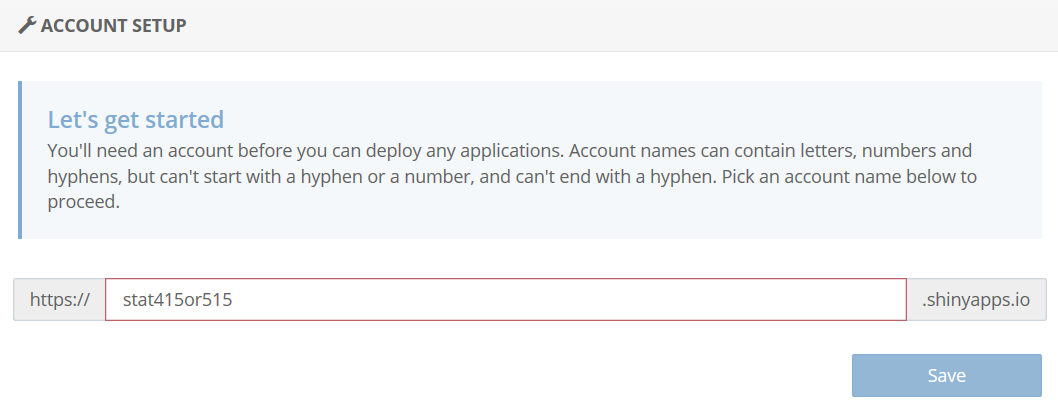 ACCOUNT SETUP
Let's get started
You'll need an account before you can deploy any applications. Account names can contain letters, numbers and
hyphens, but can't start with a hyphen or a number, and can't end with a hyphen. Pick an account name below to
proceed.
https:// stat415or515 .shinyapps.io
Save